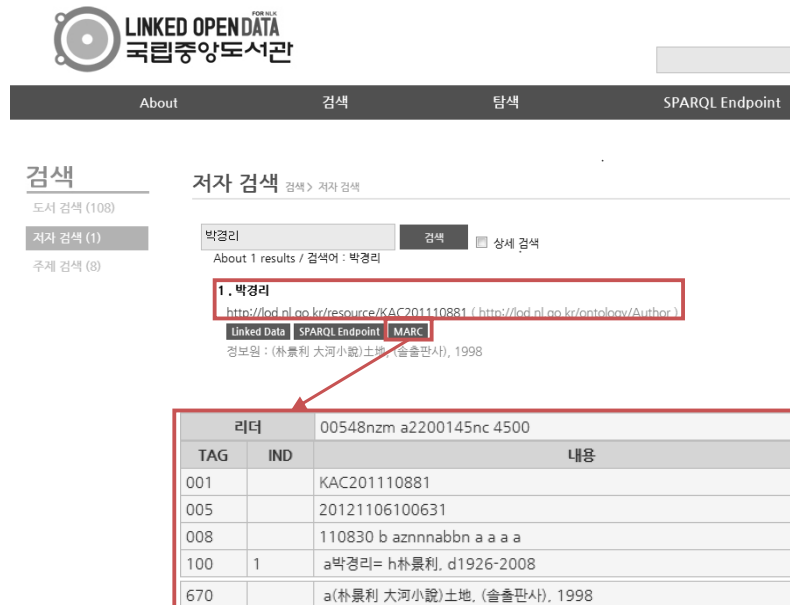 FOR NLK
LINKED OPEN DATA
국립중앙도서관
About 검색 탐색 SPARQL Endpoint
검색
도서 검색 (108)
저자 검색 (1)
주제 검색 (8)
저자 검색 검색> 저자 검색
박경리 검색 상세 검색
About 1 results / 검색어 : 박경리
1 . 박경리
http://lod.nl.go.kr/resource/KAC201110881 ( http://lod.nl.go.kr/ontology/Author )
Linked Data SPARQL Endpoint MARC
정보원 : (朴景利 大河小說)土地, (솔출판사), 1998
리더 00548nzm a2200145nc 4500
TAG IND 내용
001 KAC201110881
005 20121106100631
008 110830 b aznnnabbn a a a a
100 1 a박경리= h朴景利, d1926-2008
670 a(朴景利 大河小說)土地, (솔출판사), 1998